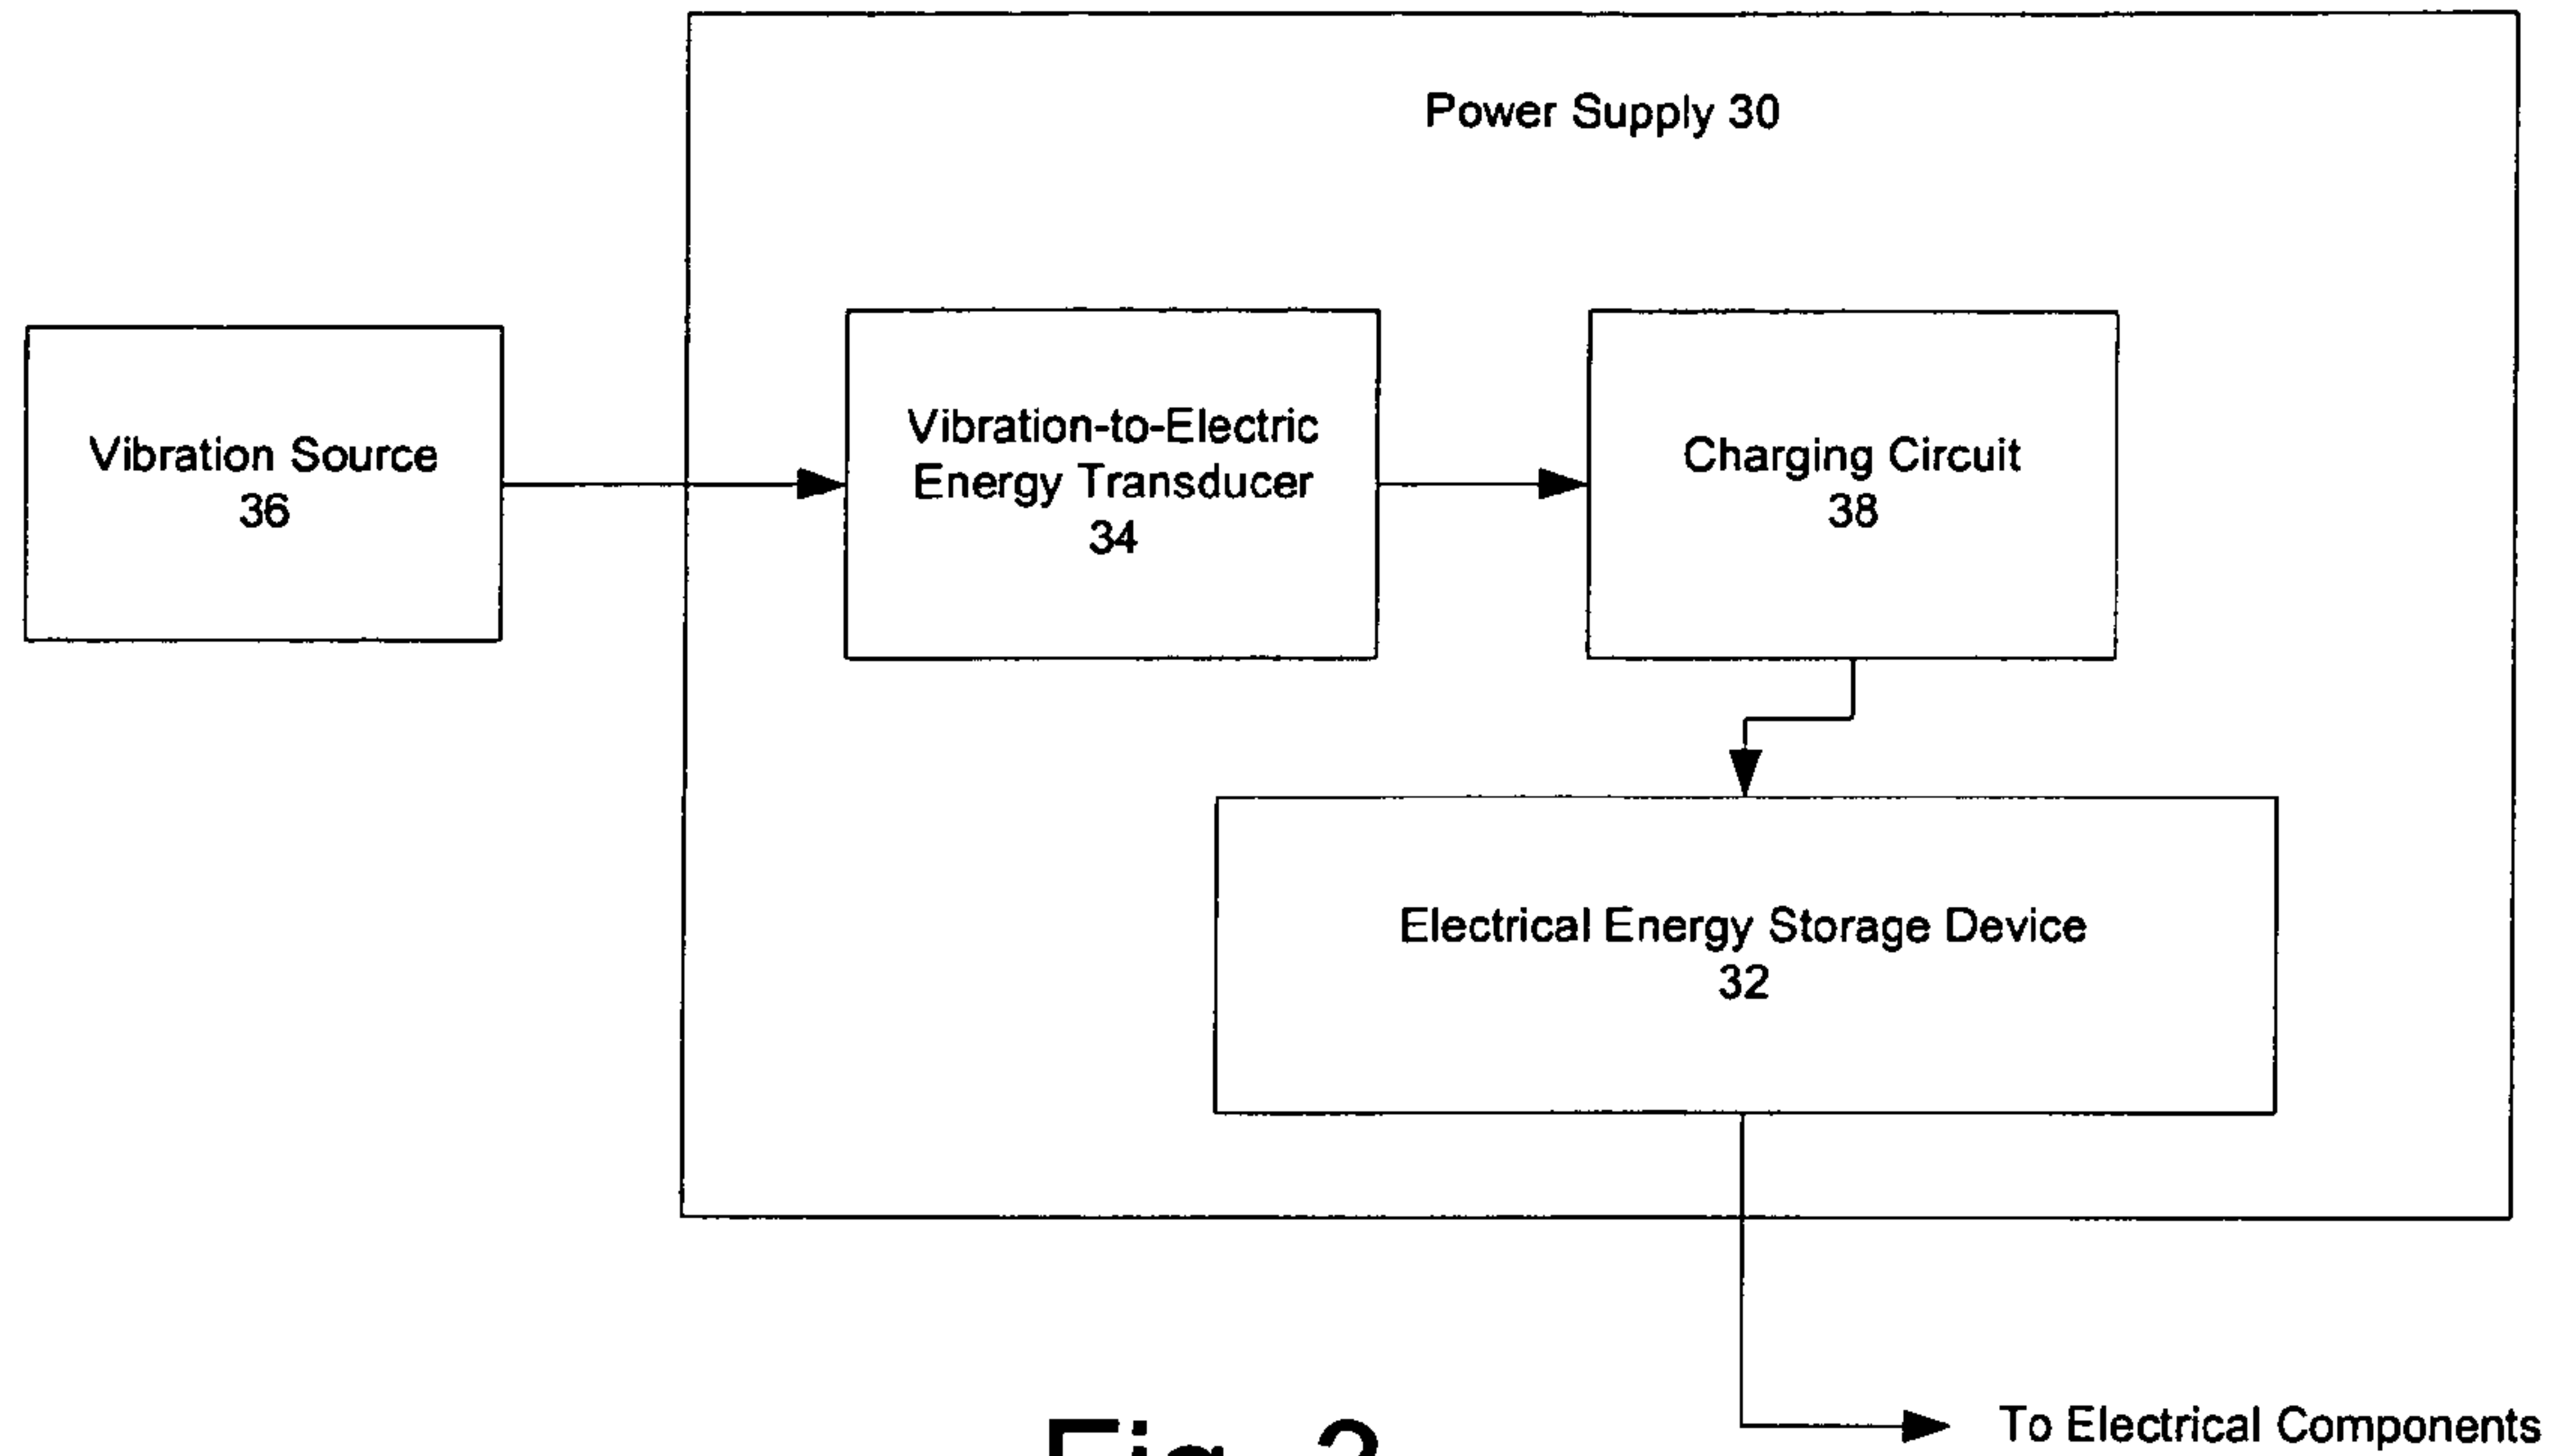 Power Supply 30
Vibration Source
36
Vibration-to-Electric
Energy Transducer
34
Charging Circuit
38
Electrical Energy Storage Device
32
To Electrical Components
Fig.